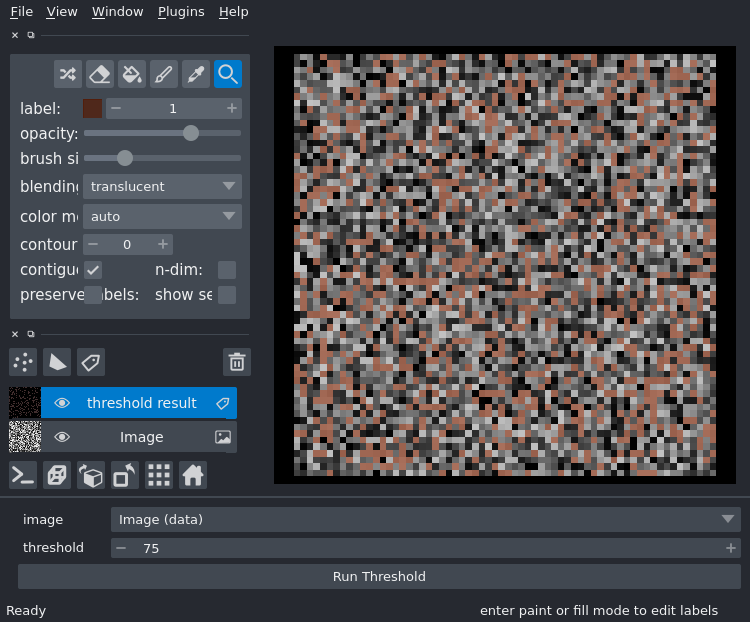 File View Window Plugins Help
label: 1
opacity:
brush si
blending translucent
color m auto
contour 0
contigu n-dim:
preserve abels: show se
threshold result
Image
image Image (data)
threshold 75
Run Threshold
Ready enter paint or fill mode to edit labels